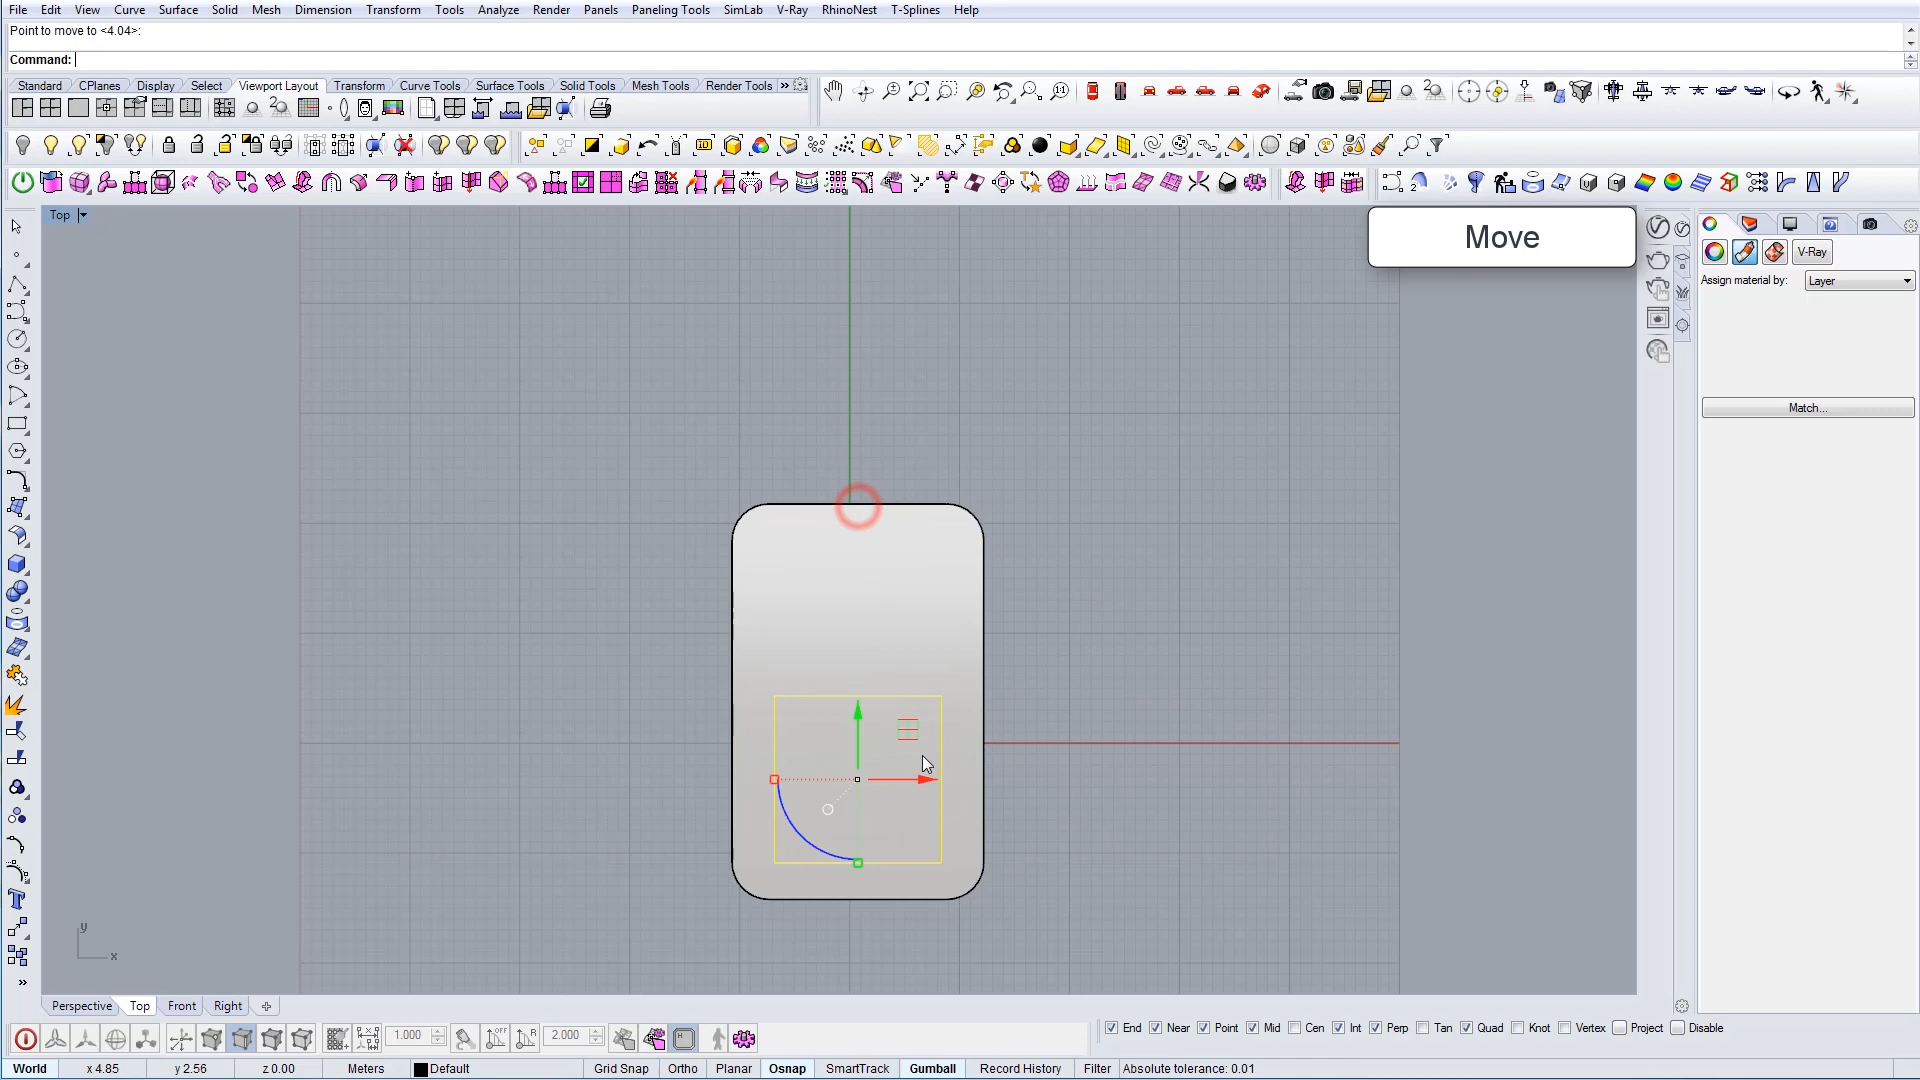 File Edit View Curve Surface Solid Mesh Dimension Transform Tools Analyze Render Panels Paneling Tools SimLab V-Ray RhinoNest T-Splines Help
Point to move to <4.04>:
Command:
Standard CPlanes Display Select Viewport Layout Transform Curve Tools Surface Tools Solid Tools Mesh Tools Render Tools »
Top
Move
V-Ray
Assign material by: Layer
Match...
y
x
Perspective Top Front Right
1.000
2.000
End Near Point Mid Cen Int Perp Tan Quad Knot Vertex Project Disable
World x 4.85 y 2.56 z 0.00 Meters Default Grid Snap Ortho Planar Osnap SmartTrack Gumball Record History Filter Absolute tolerance: 0.01